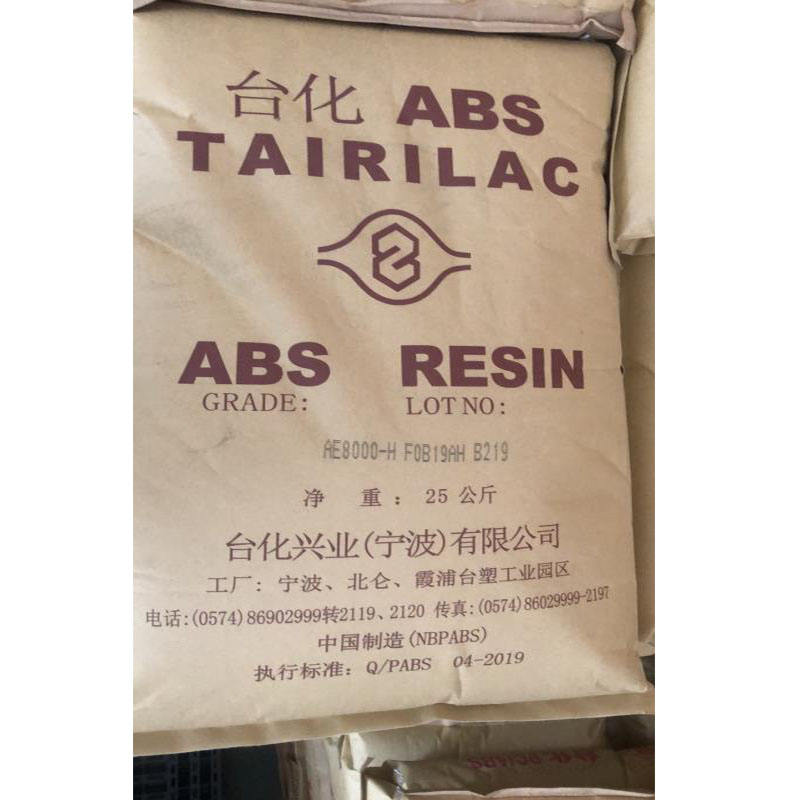 台化 ABS
TAIRILAC
ABS RESIN
GRADE: LOT NO:
AE8000-H F0B19AH B219
净 重： 25 公斤
台化兴业(宁波)有限公司
工厂: 宁波、北仑、霞浦台塑工业园区
电话:(0574)86902999转2119、2120 传真:(0574)86029999-2197
中国制造(NBPABS)
执行标准: Q/PABS 04-2019